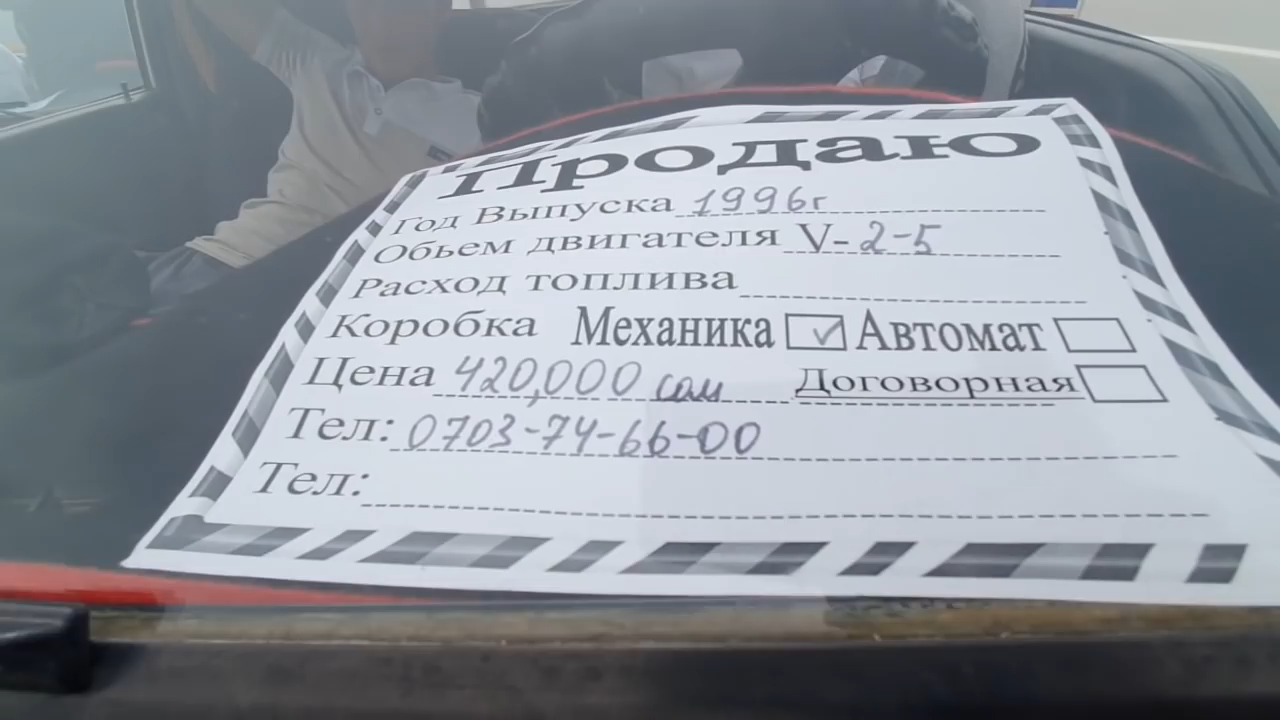 Продаю
Год Выпуска 1996г
Обьем двигателя V-2-5
Расход топлива
Коробка Механика ✓ Автомат
Цена 420,000 сом Договорная
Тел: 0703-74-66-00
Тел: